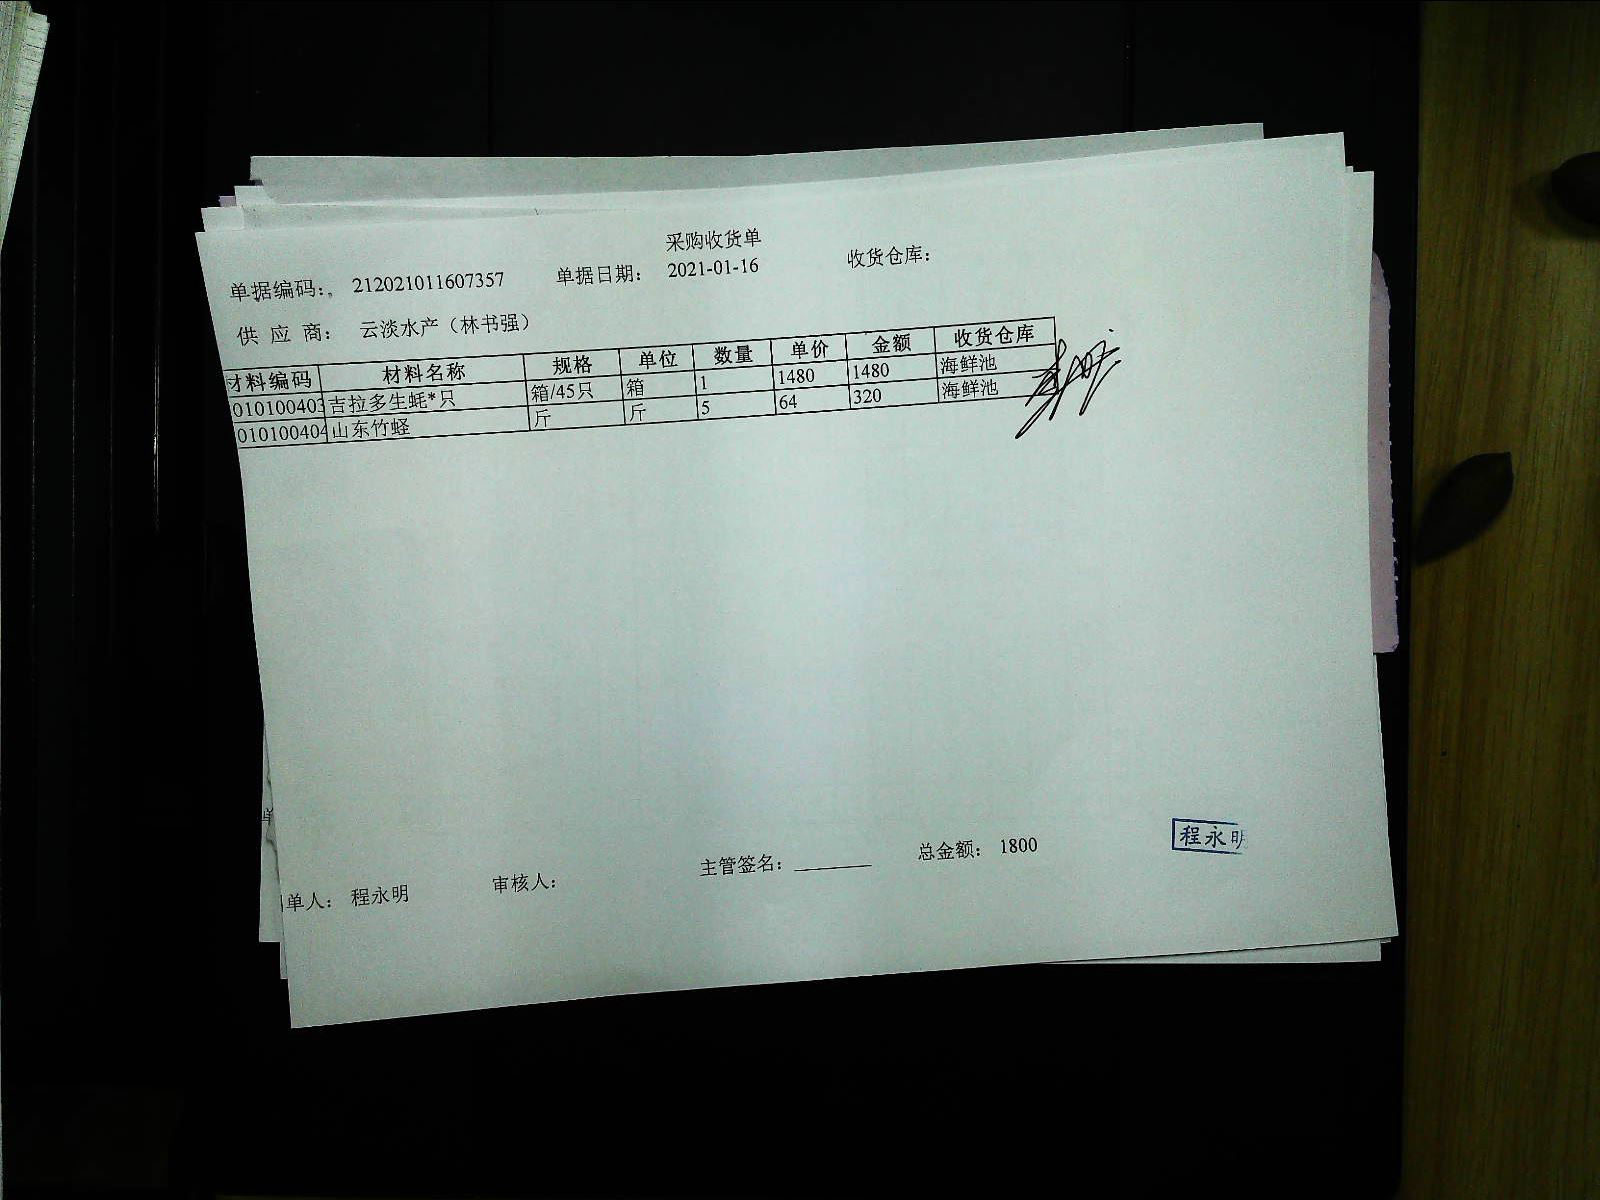 采购收货单
单据编码：。 212021011607357 单据日期： 2021-01-16 收货仓库：
供 应 商： 云淡水产（林书强）
材料编码 材料名称 规格 单位 数量 单价 金额 收货仓库
010100403 吉拉多生蚝*只 箱/45只 箱 1 1480 1480 海鲜池
010100404 山东竹蛏 斤 斤 5 64 320 海鲜池
单人： 程永明 审核人： 主管签名：________ 总金额： 1800
程永明